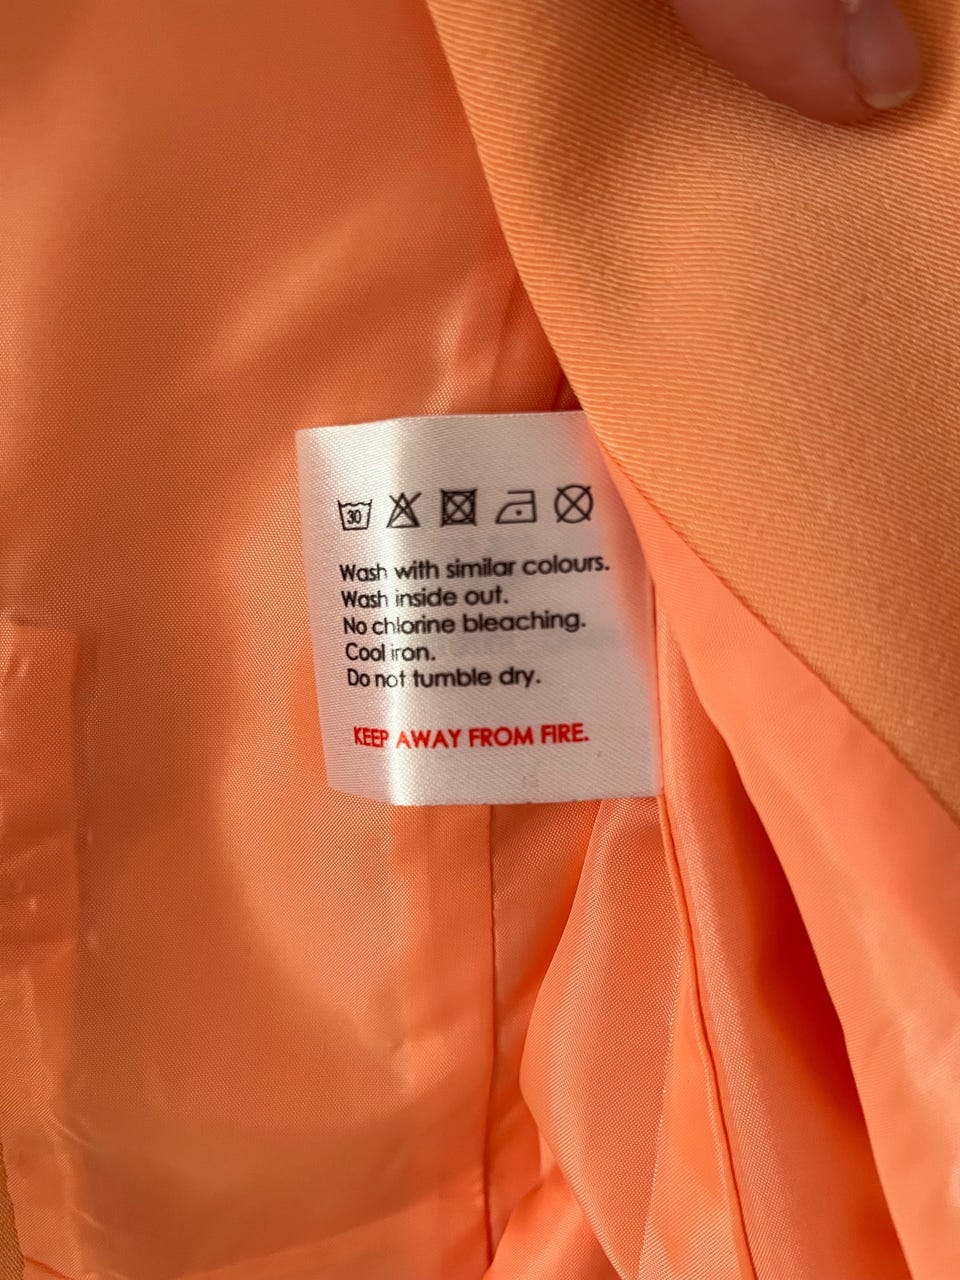 30
Wash with similar colours.
Wash inside out.
No chlorine bleaching.
Cool iron.
Do not tumble dry.
KEEP AWAY FROM FIRE.